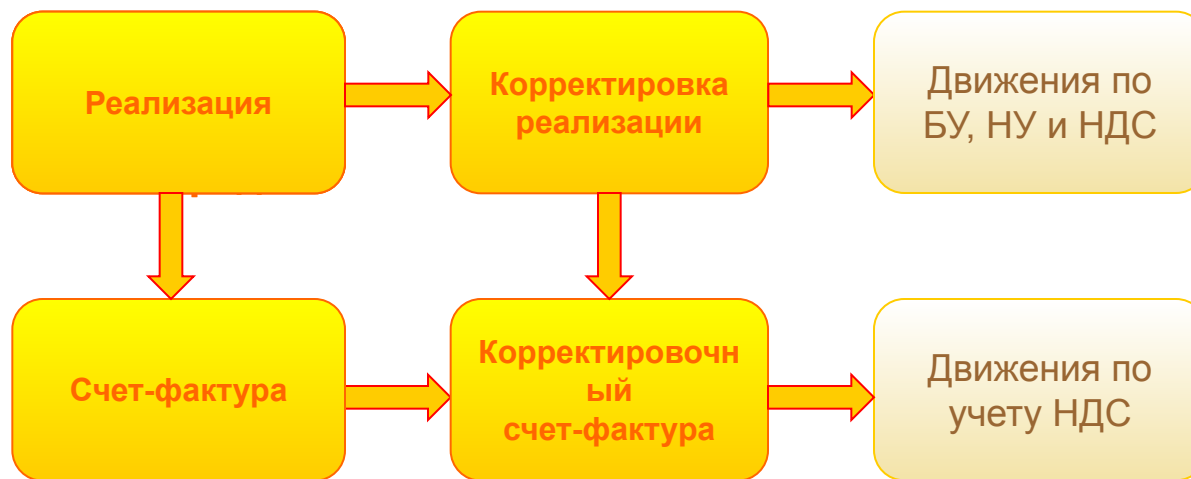 Реализация
Корректировка
реализации
Движения по
БУ, НУ и НДС
Счет-фактура
Корректировочн
ый
счет-фактура
Движения по
учету НДС